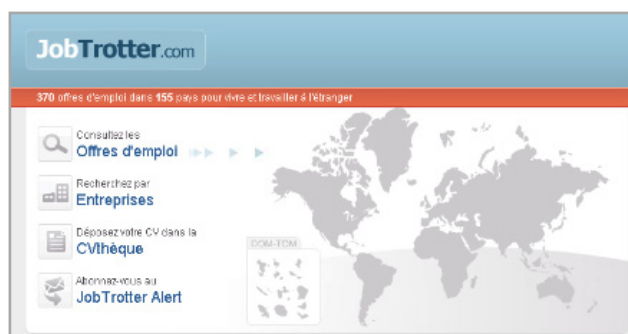 JobTrotter.com
370 offres d'emploi dans 155 pays pour vivre et travailler à l'étranger
Consultez les
Offres d'emploi
Recherchez par
Entreprises
Déposez votre CV dans la
CVthèque
DOM-TOM
Abonnez-vous au
JobTrotter Alert